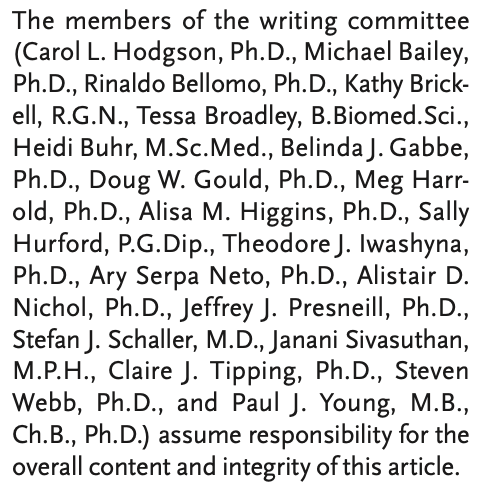 The members of the writing committee
(Carol L. Hodgson, Ph.D., Michael Bailey,
Ph.D., Rinaldo Bellomo, Ph.D., Kathy Brick-
ell, R.G.N., Tessa Broadley, B.Biomed.Sci.,
Heidi Buhr, M.Sc.Med., Belinda J. Gabbe,
Ph.D., Doug W. Gould, Ph.D., Meg Harr-
old, Ph.D., Alisa M. Higgins, Ph.D., Sally
Hurford, P.G.Dip., Theodore J. Iwashyna,
Ph.D., Ary Serpa Neto, Ph.D., Alistair D.
Nichol, Ph.D., Jeffrey J. Presneill, Ph.D.,
Stefan J. Schaller, M.D., Janani Sivasuthan,
M.P.H., Claire J. Tipping, Ph.D., Steven
Webb, Ph.D., and Paul J. Young, M.B.,
Ch.B., Ph.D.) assume responsibility for the
overall content and integrity of this article.